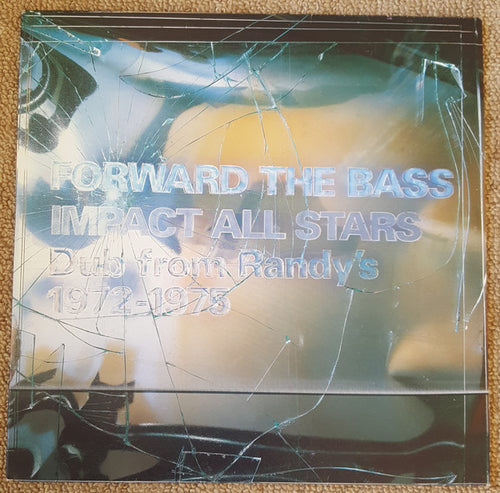 FORWARD THE BASS
IMPACT ALL STARS
Dub from Randy's
1972-1975